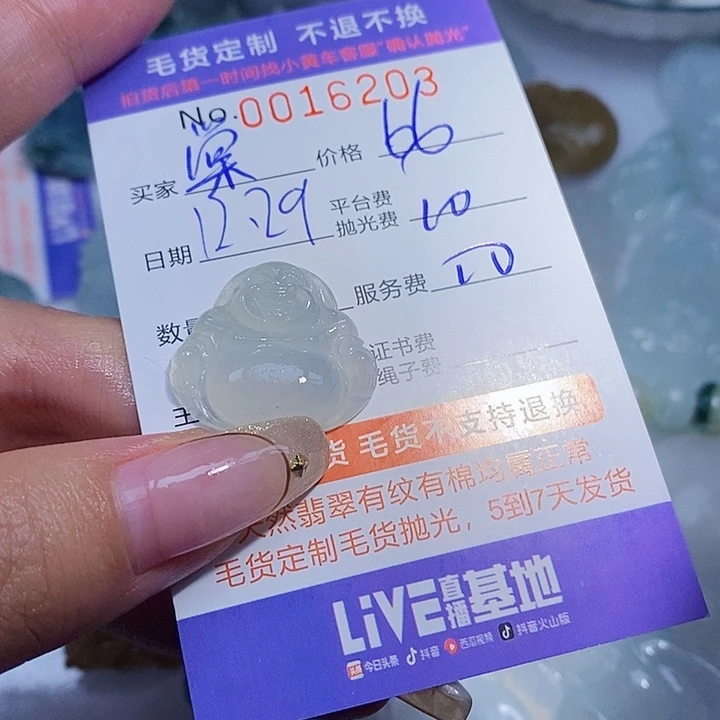 毛货定制 不退不换
拍货后第一时间找小黄车客服"确认抛光"
No.0016203
买家 价格 66
日期 12.29 平台费 抛光费 10
数量 服务费 10
证书费
绳子费
货 毛货不支持退换
天然翡翠有纹有棉均属正常
毛货定制毛货抛光，5到7天发货
LiVE直播基地
头条 今日头条 抖音 西瓜视频 抖音火山版